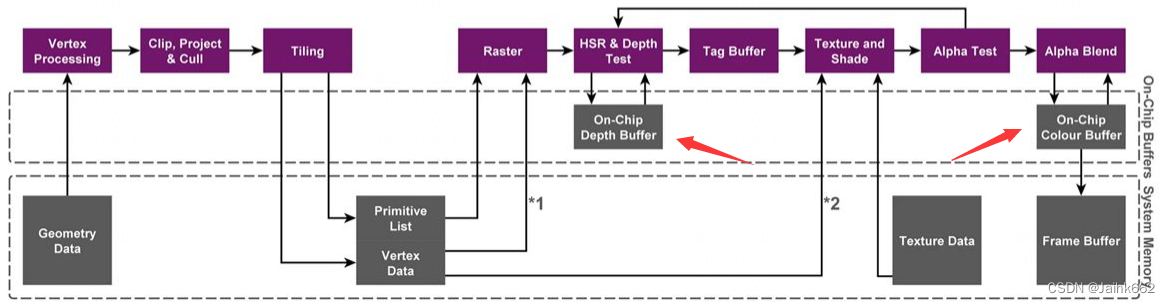 Vertex
Processing
Clip, Project
& Cull
Tiling
Raster
HSR & Depth
Test
Tag Buffer
Texture and
Shade
Alpha Test
Alpha Blend
On-Chip
Depth Buffer
On-Chip
Colour Buffer
On-Chip Buffers
Geometry
Data
Primitive
List
Vertex
Data
*1
*2
Texture Data
Frame Buffer
System Memory
CSDN @Jaihk662